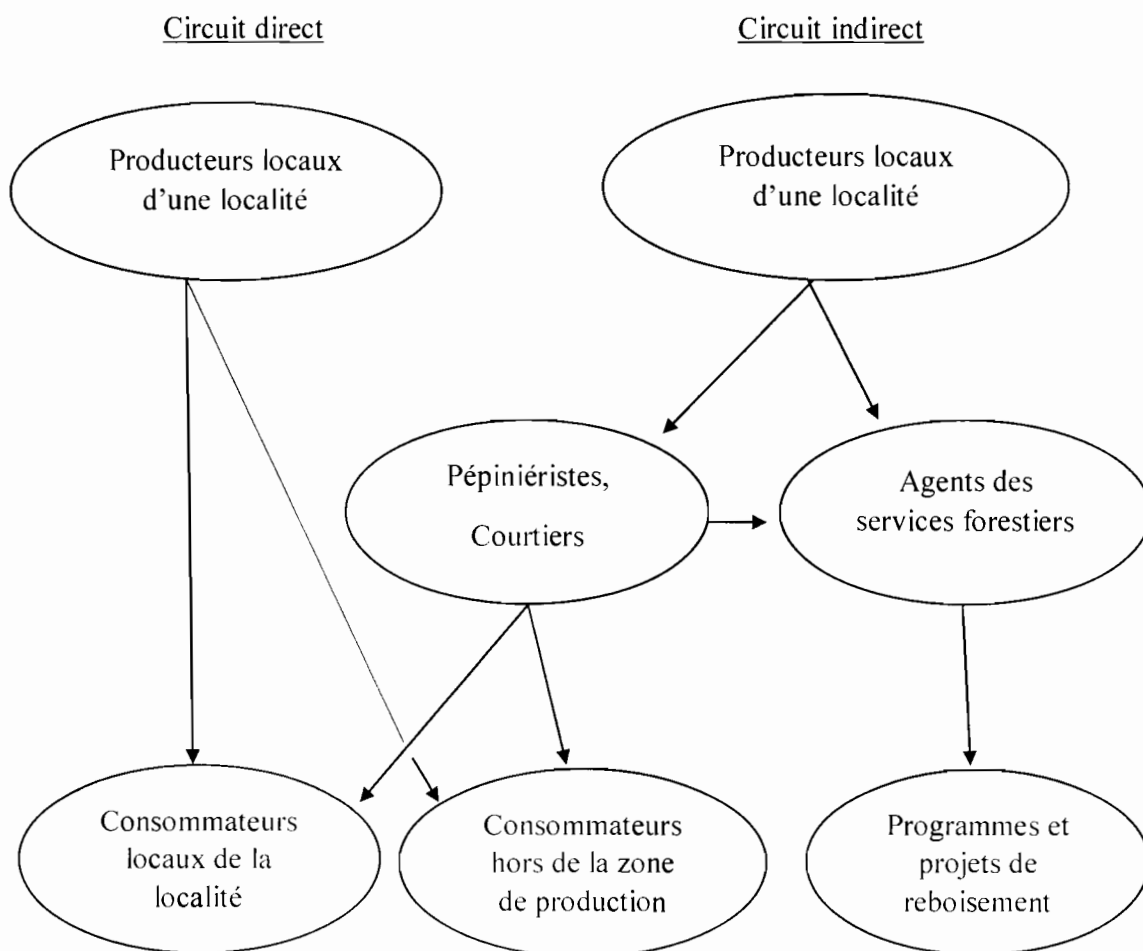 Circuit direct
Circuit indirect
Producteurs locaux
d'une localité
Producteurs locaux
d'une localité
Pépiniéristes,
Courtiers
Agents des
services forestiers
Consommateurs
locaux de la
localité
Consommateurs
hors de la zone
de production
Programmes et
projets de
reboisement